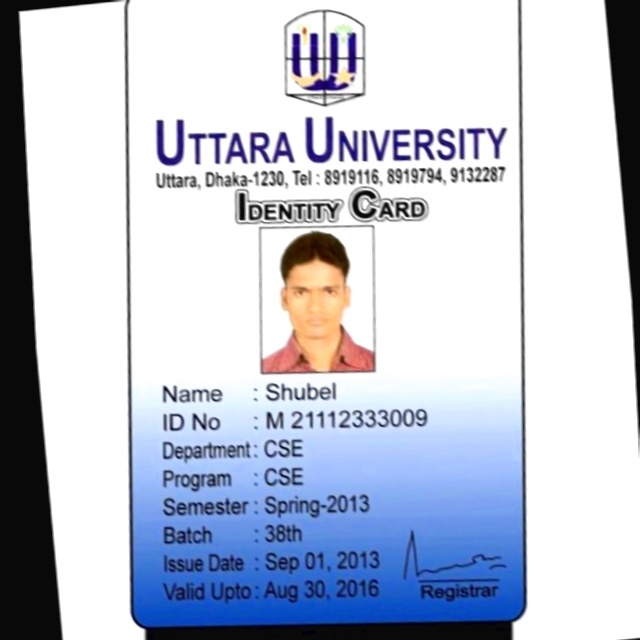 UTTARA UNIVERSITY
Uttara, Dhaka-1230, Tel : 8919116, 8919794, 9132287
IDENTITY CARD
Name : Shubel
ID No : M 21112333009
Department : CSE
Program : CSE
Semester : Spring-2013
Batch : 38th
Issue Date : Sep 01, 2013
Valid Upto : Aug 30, 2016
Registrar